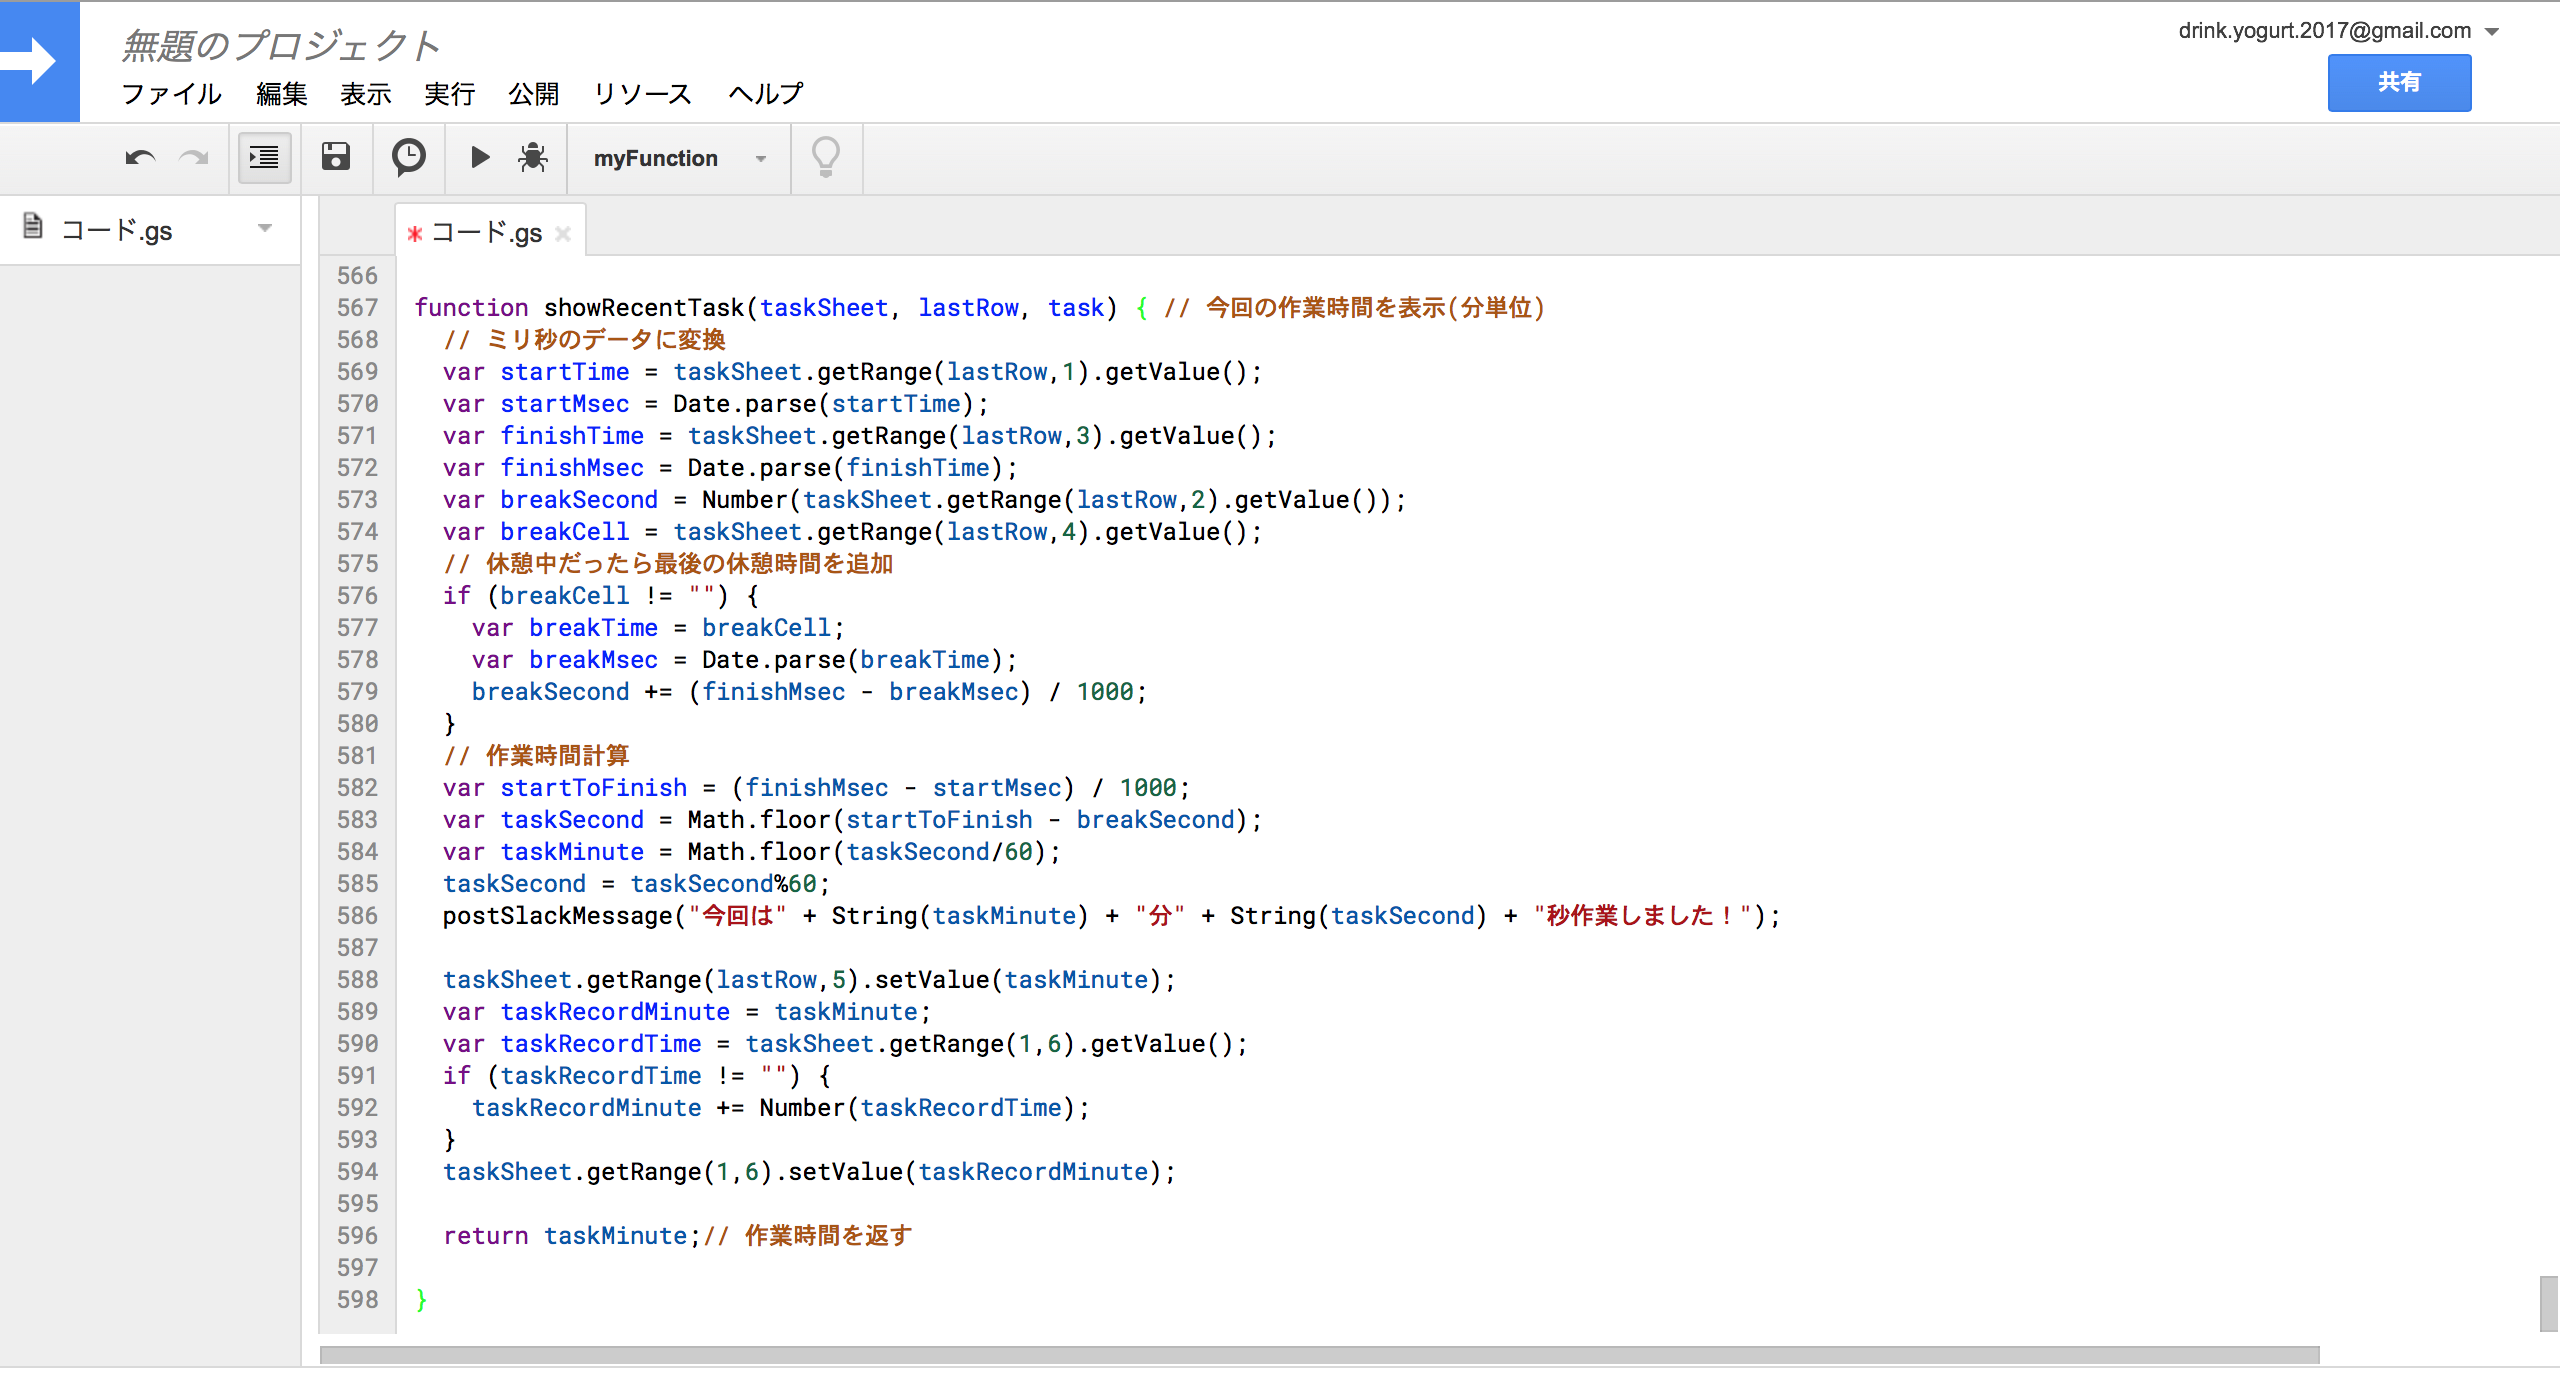 無題のプロジェクト
drink.yogurt.2017@gmail.com
ファイル 編集 表示 実行 公開 リソース ヘルプ
共有
myFunction
コード.gs
* コード.gs
566
567 function showRecentTask(taskSheet, lastRow, task) { // 今回の作業時間を表示(分単位)
568   // ミリ秒のデータに変換
569   var startTime = taskSheet.getRange(lastRow,1).getValue();
570   var startMsec = Date.parse(startTime);
571   var finishTime = taskSheet.getRange(lastRow,3).getValue();
572   var finishMsec = Date.parse(finishTime);
573   var breakSecond = Number(taskSheet.getRange(lastRow,2).getValue());
574   var breakCell = taskSheet.getRange(lastRow,4).getValue();
575   // 休憩中だったら最後の休憩時間を追加
576   if (breakCell != "") {
577     var breakTime = breakCell;
578     var breakMsec = Date.parse(breakTime);
579     breakSecond += (finishMsec - breakMsec) / 1000;
580   }
581   // 作業時間計算
582   var startToFinish = (finishMsec - startMsec) / 1000;
583   var taskSecond = Math.floor(startToFinish - breakSecond);
584   var taskMinute = Math.floor(taskSecond/60);
585   taskSecond = taskSecond%60;
586   postSlackMessage("今回は" + String(taskMinute) + "分" + String(taskSecond) + "秒作業しました！");
587
588   taskSheet.getRange(lastRow,5).setValue(taskMinute);
589   var taskRecordMinute = taskMinute;
590   var taskRecordTime = taskSheet.getRange(1,6).getValue();
591   if (taskRecordTime != "") {
592     taskRecordMinute += Number(taskRecordTime);
593   }
594   taskSheet.getRange(1,6).setValue(taskRecordMinute);
595
596   return taskMinute;// 作業時間を返す
597
598 }